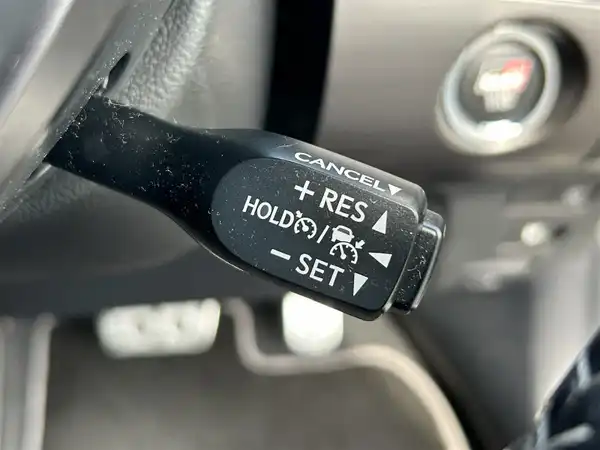 CANCEL▼
+ RES ▲
HOLD / ◀
− SET ▼